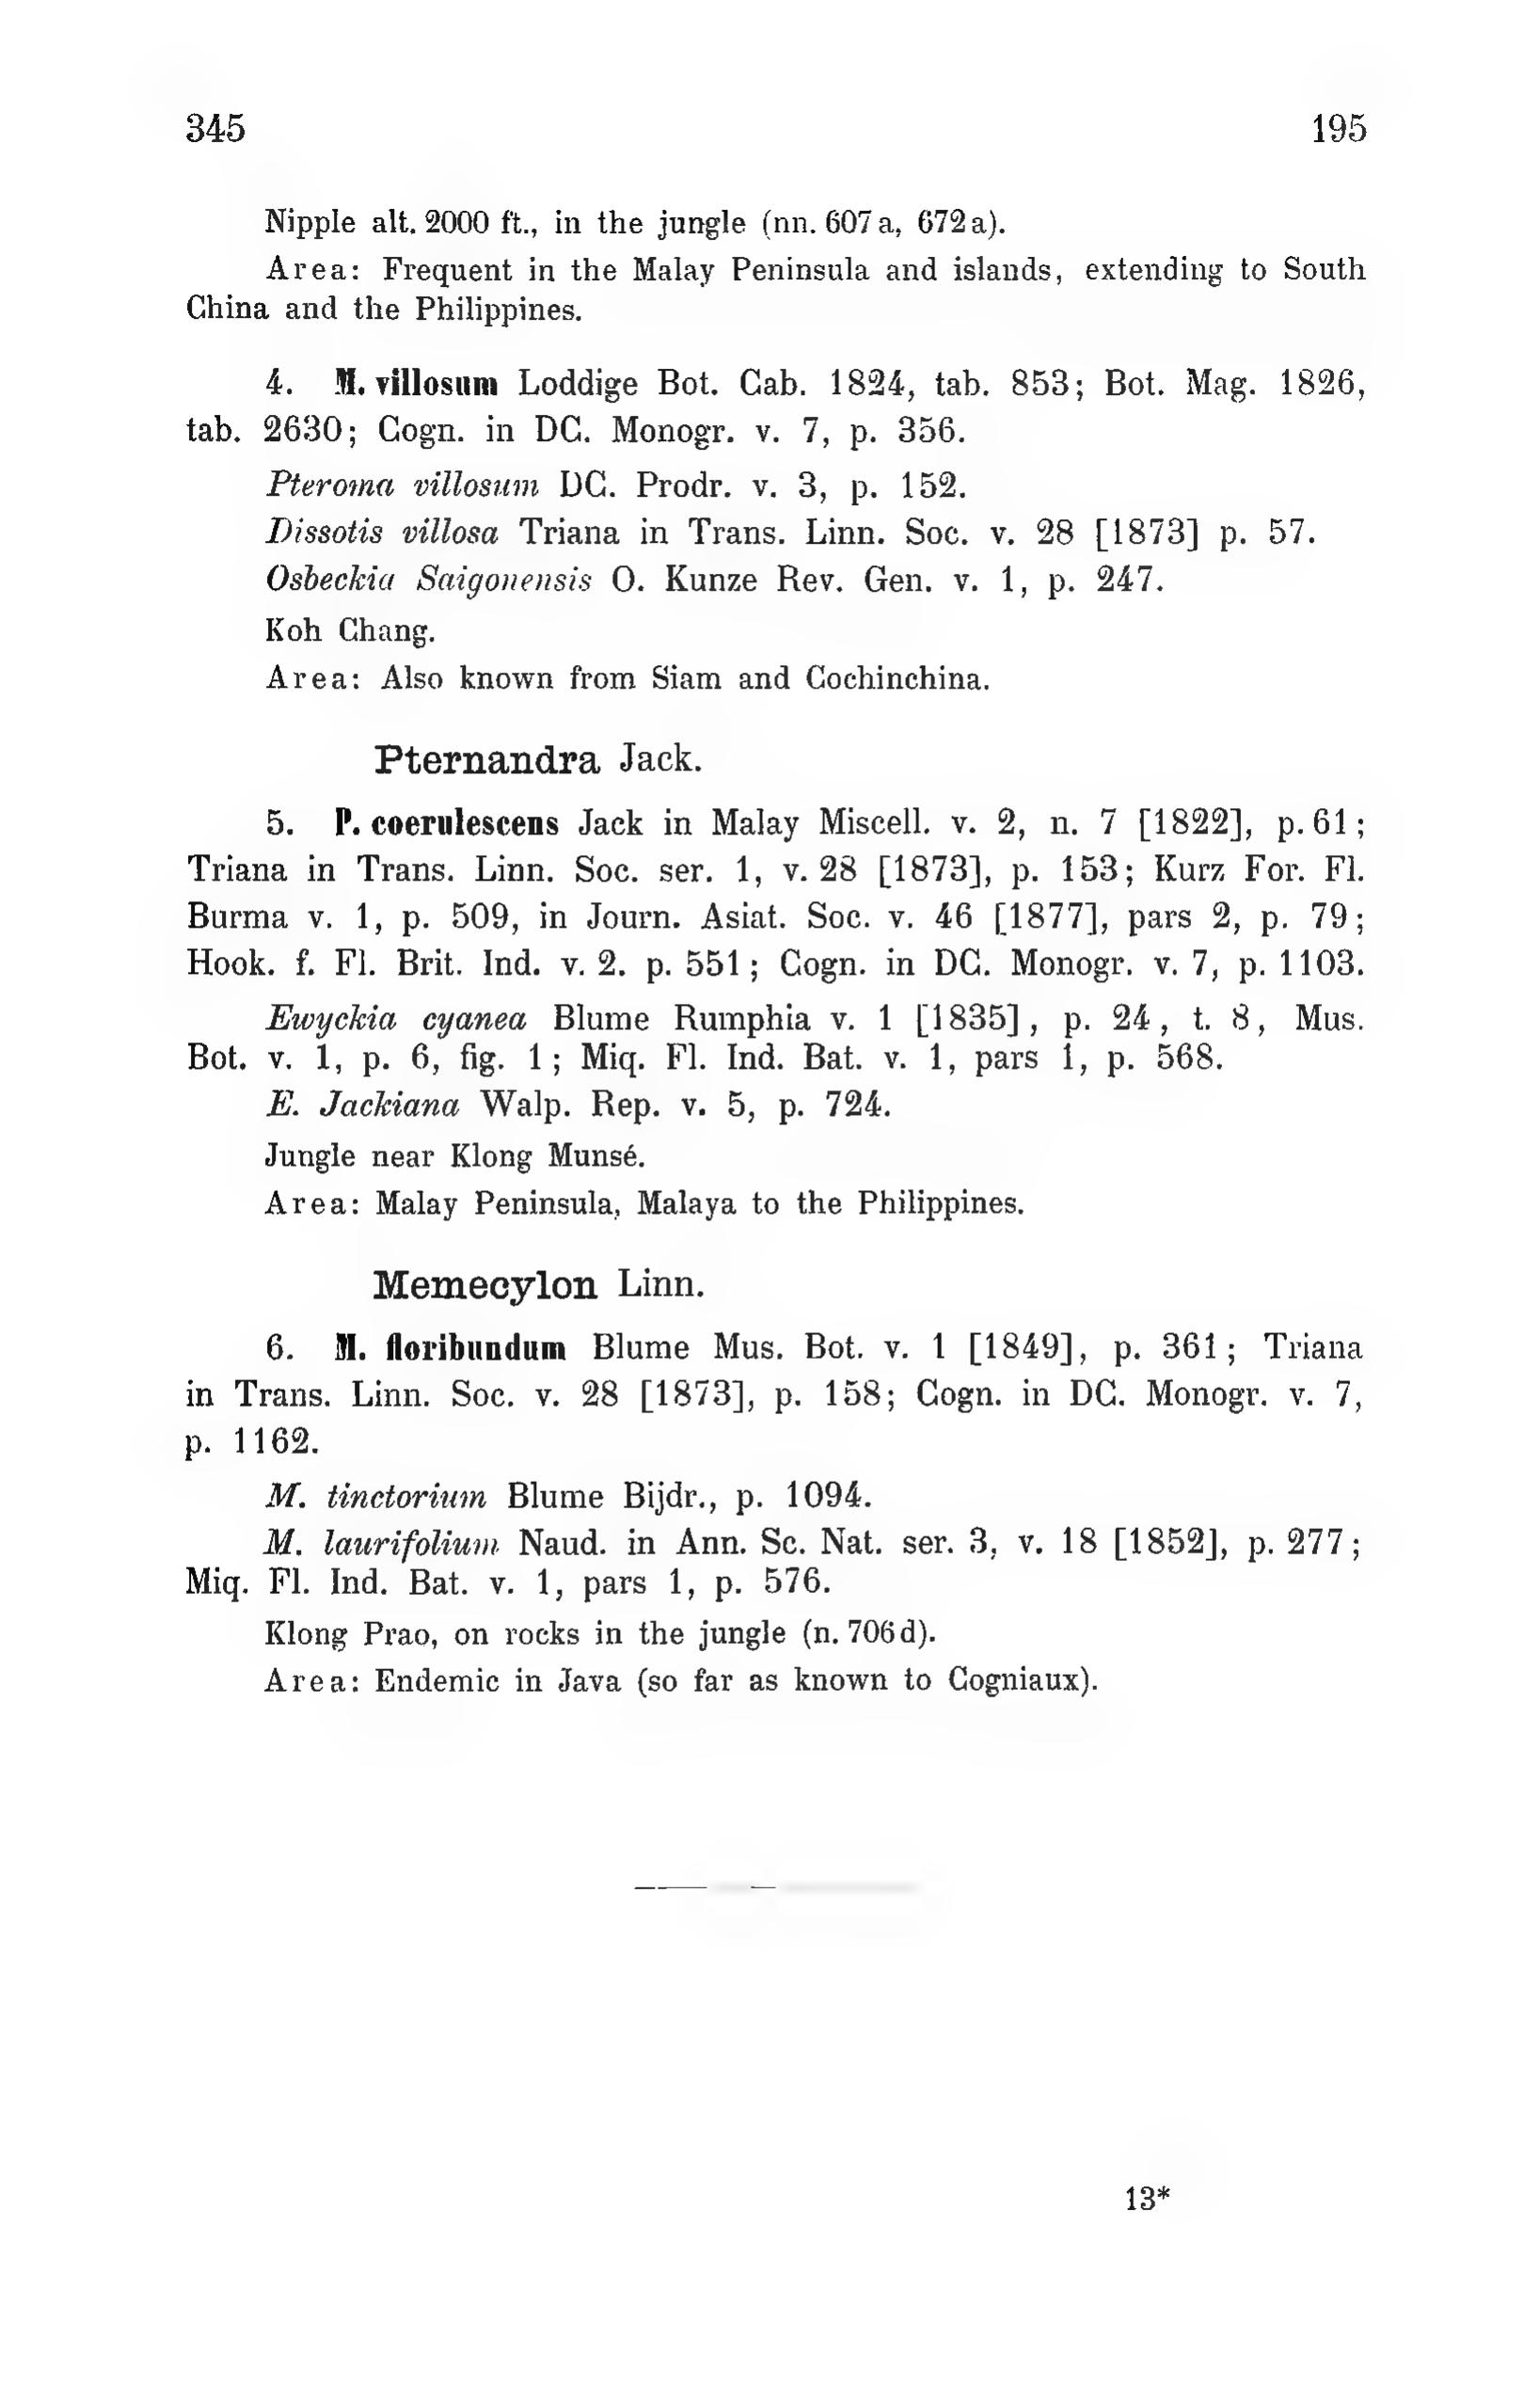 345 195
Nipple alt. 2000 ft., in the jungle (nn. 607 a, 672 a).
Area: Frequent in the Malay Peninsula and islands, extending to South
China and the Philippines.
4. M. villosum Loddige Bot. Cab. 1824, tab. 853; Bot. Mag. 1826,
tab. 2630; Cogn. in DC. Monogr. v. 7, p. 356.
Pteroma villosum DC. Prodr. v. 3, p. 152.
Dissotis villosa Triana in Trans. Linn. Soc. v. 28 [1873] p. 57.
Osbeckia Saigonensis O. Kunze Rev. Gen. v. 1, p. 247.
Koh Chang.
Area: Also known from Siam and Cochinchina.
Pternandra Jack.
5. P. coerulescens Jack in Malay Miscell. v. 2, n. 7 [1822], p. 61;
Triana in Trans. Linn. Soc. ser. 1, v. 28 [1873], p. 153; Kurz For. Fl.
Burma v. 1, p. 509, in Journ. Asiat. Soc. v. 46 [1877], pars 2, p. 79;
Hook. f. Fl. Brit. Ind. v. 2. p. 551; Cogn. in DC. Monogr. v. 7, p. 1103.
Ewyckia cyanea Blume Rumphia v. 1 [1835], p. 24, t. 8, Mus.
Bot. v. 1, p. 6, fig. 1; Miq. Fl. Ind. Bat. v. 1, pars 1, p. 568.
E. Jackiana Walp. Rep. v. 5, p. 724.
Jungle near Klong Munsé.
Area: Malay Peninsula, Malaya to the Philippines.
Memecylon Linn.
6. M. floribundum Blume Mus. Bot. v. 1 [1849], p. 361; Triana
in Trans. Linn. Soc. v. 28 [1873], p. 158; Cogn. in DC. Monogr. v. 7,
p. 1162.
M. tinctorium Blume Bijdr., p. 1094.
M. laurifolium Naud. in Ann. Sc. Nat. ser. 3, v. 18 [1852], p. 277;
Miq. Fl. Ind. Bat. v. 1, pars 1, p. 576.
Klong Prao, on rocks in the jungle (n. 706 d).
Area: Endemic in Java (so far as known to Cogniaux).
13*